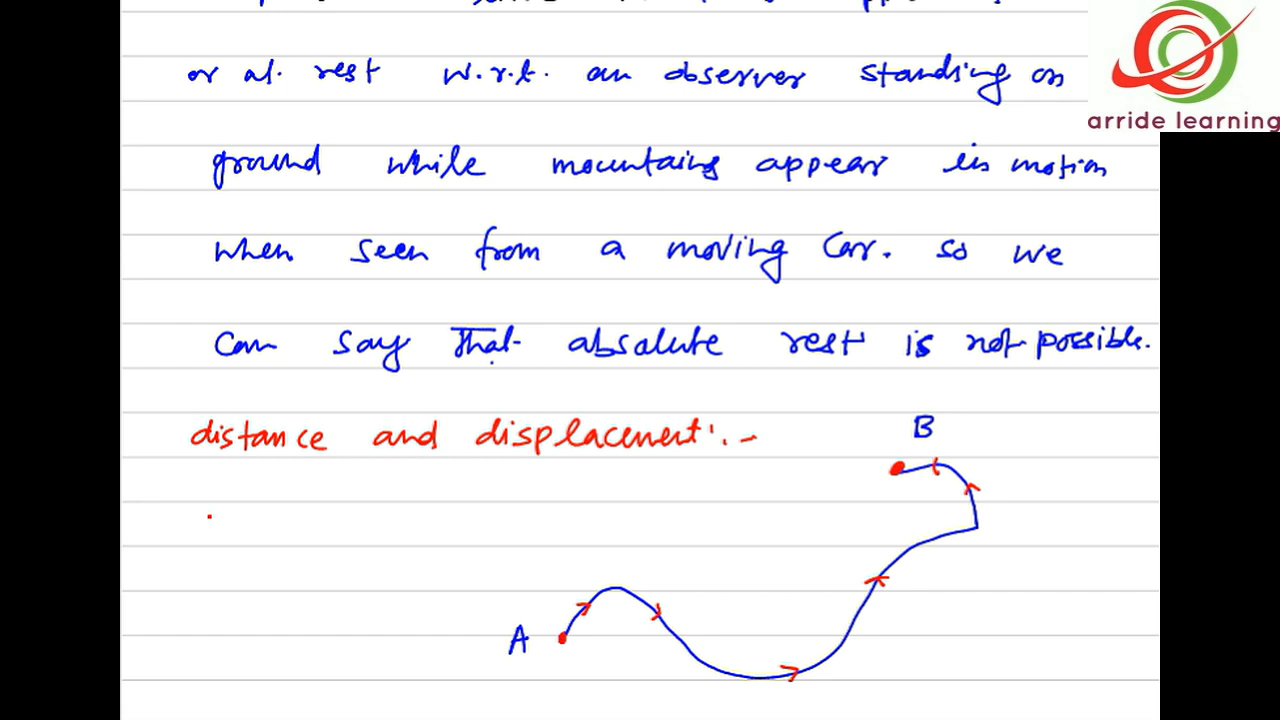 or at rest w.r.t. an observer standing on
arride learning
ground while mountains appear in motion
when seen from a moving Car. so we
can say that absolute rest is not possible.
distance and displacement :-
B
A